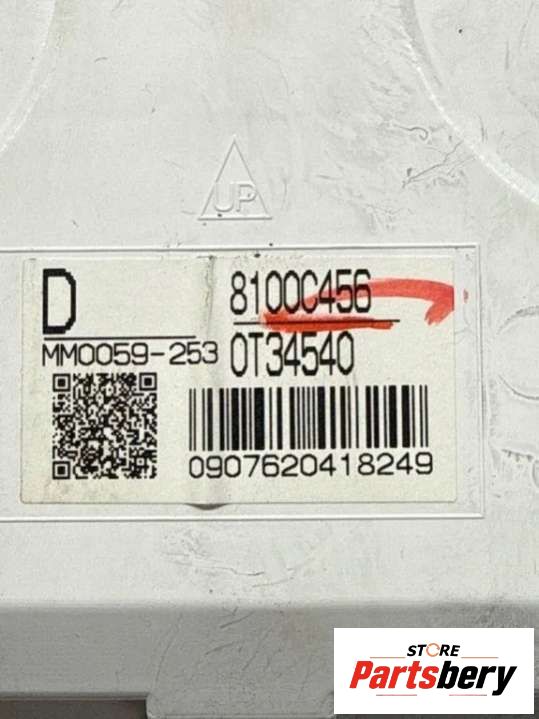 UP
D
8100C456
MM0059-253
0T34540
0907620418249
STORE
Partsbery